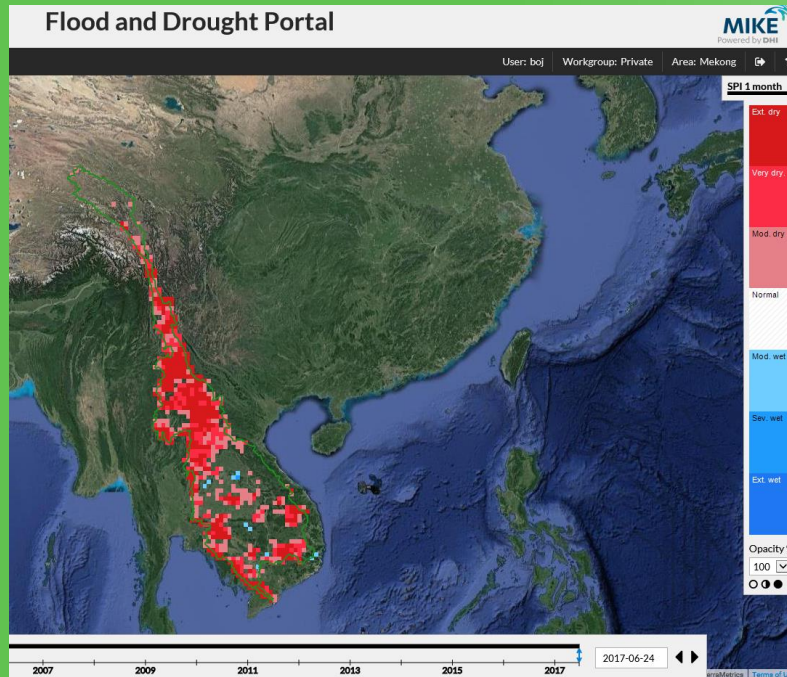 Flood and Drought Portal
MIKE
Powered by DHI
User: boj Workgroup: Private Area: Mekong
SPI 1 month
Ext. dry
Very dry
Mod. dry
Normal
Mod. wet
Sev. wet
Ext. wet
Opacity
100
2017-06-24
2007 2009 2011 2013 2015 2017
Terms of